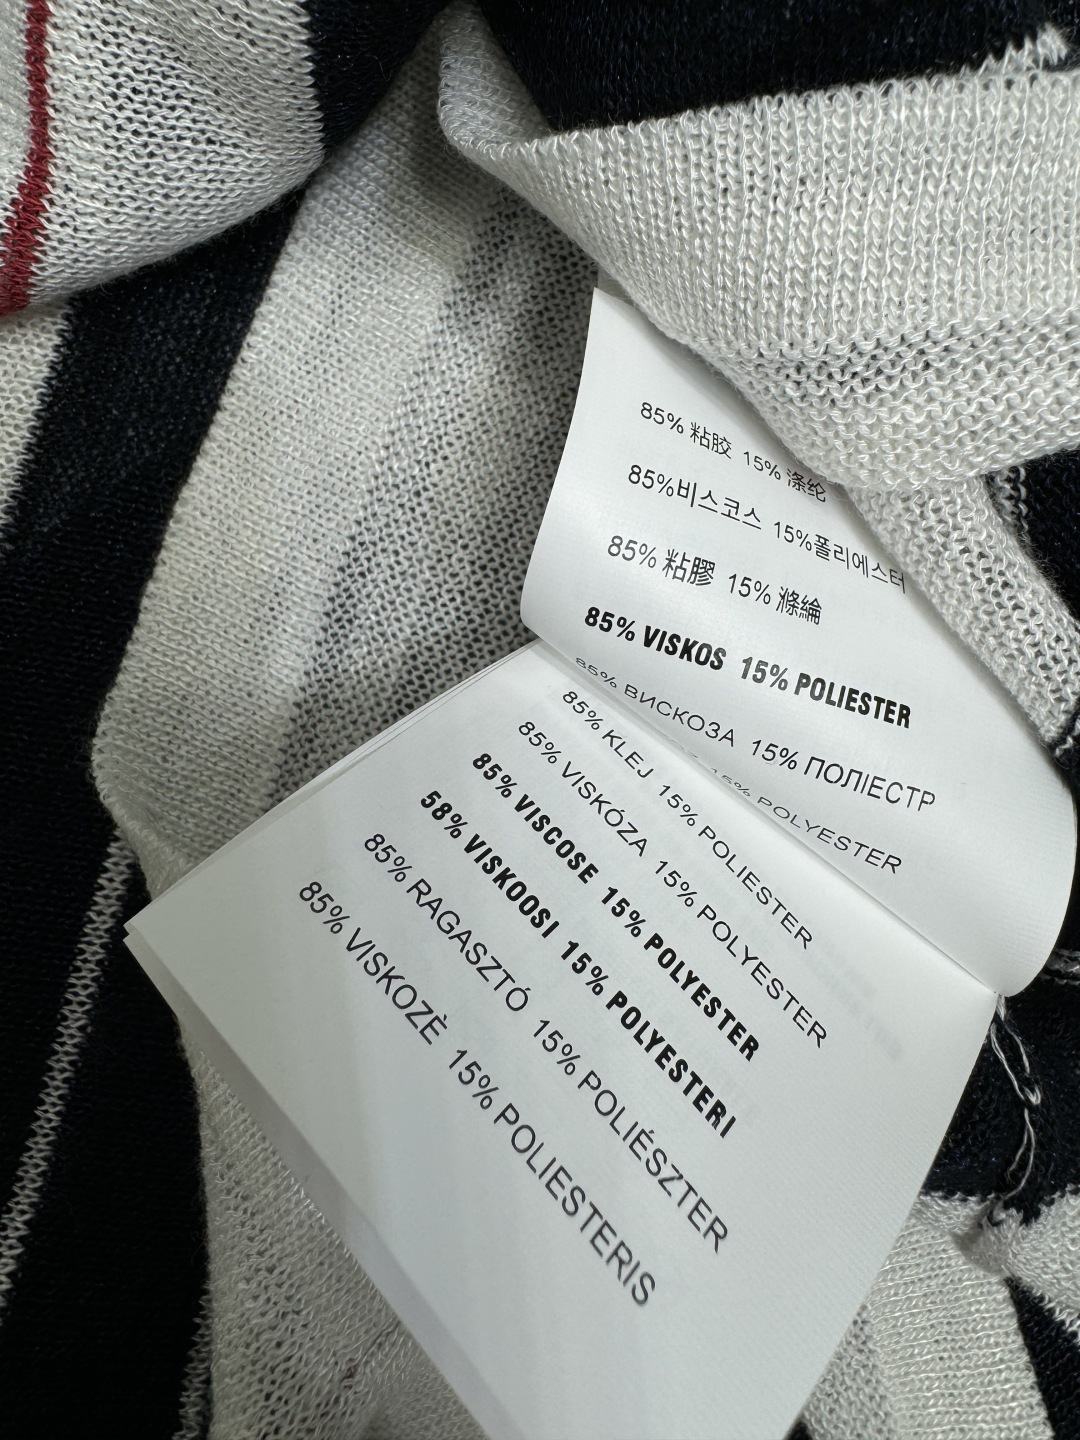 85% 粘胶 15% 涤纶
85%비스코스 15%폴리에스터
85% 粘膠 15% 滌綸
85% VISKOS 15% POLIESTER
85% ВИСКОЗА 15% ПОЛІЕСТР
15% POLYESTER
85% KLEJ 15% POLIESTER
85% VISKÓZA 15% POLYESTER
85% VISCOSE 15% POLYESTER
58% VISKOOSI 15% POLYESTERI
85% RAGASZTÓ 15% POLIÉSZTER
85% VISKOZĖ 15% POLIESTERIS